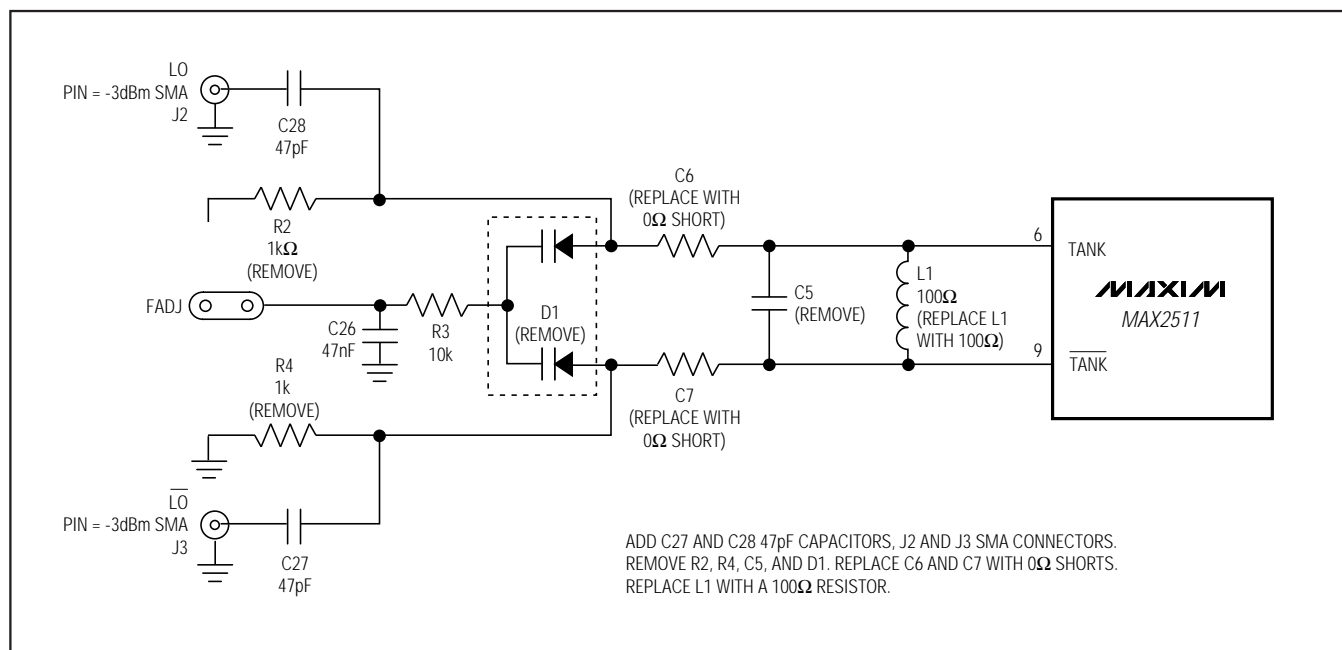 LO
PIN = -3dBm SMA
J2
C28
47pF
R2
1kΩ
(REMOVE)
FADJ
C26
47nF
R3
10k
D1
(REMOVE)
R4
1k
(REMOVE)
L̅O̅
PIN = -3dBm SMA
J3
C27
47pF
C6
(REPLACE WITH
0Ω SHORT)
C7
(REPLACE WITH
0Ω SHORT)
C5
(REMOVE)
L1
100Ω
(REPLACE L1
WITH 100Ω)
6
TANK
MAXIM
MAX2511
9
T̅A̅N̅K̅
ADD C27 AND C28 47pF CAPACITORS, J2 AND J3 SMA CONNECTORS.
REMOVE R2, R4, C5, AND D1. REPLACE C6 AND C7 WITH 0Ω SHORTS.
REPLACE L1 WITH A 100Ω RESISTOR.